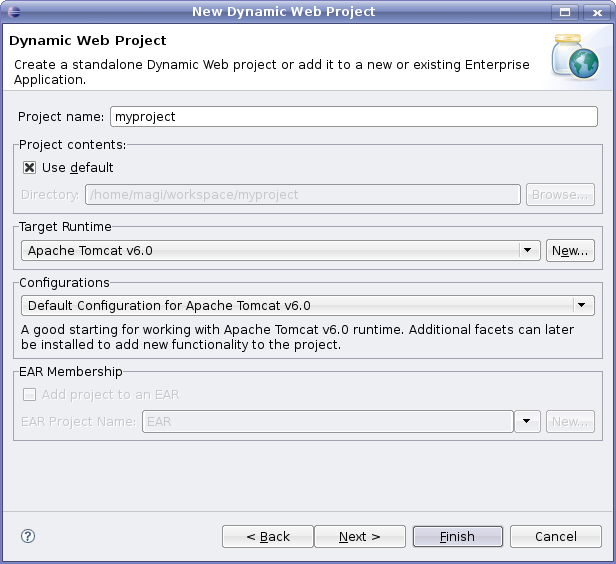 New Dynamic Web Project
Dynamic Web Project
Create a standalone Dynamic Web project or add it to a new or existing Enterprise
Application.
Project name: myproject
Project contents:
Use default
Directory: /home/magi/workspace/myproject Browse...
Target Runtime
Apache Tomcat v6.0 New...
Configurations
Default Configuration for Apache Tomcat v6.0
A good starting for working with Apache Tomcat v6.0 runtime. Additional facets can later
be installed to add new functionality to the project.
EAR Membership
Add project to an EAR
EAR Project Name: EAR New...
? < Back Next > Finish Cancel